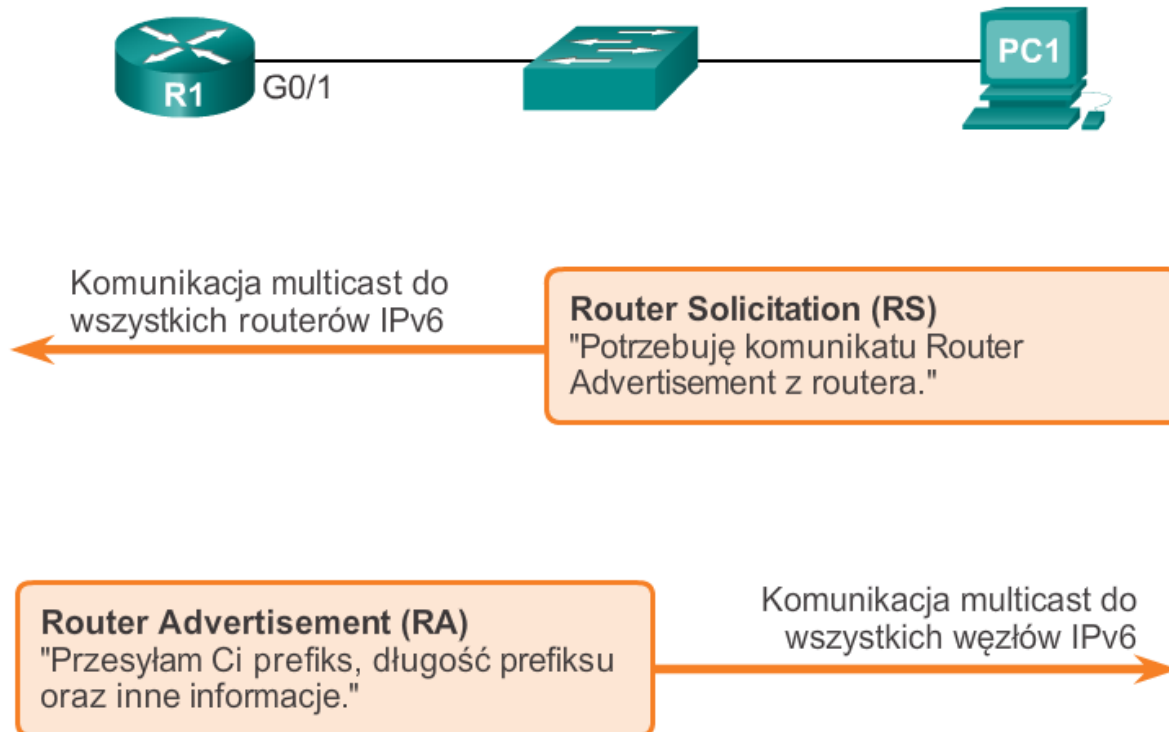 R1
G0/1
PC1
Komunikacja multicast do
wszystkich routerów IPv6
Router Solicitation (RS)
"Potrzebuję komunikatu Router
Advertisement z routera."
Router Advertisement (RA)
"Przesyłam Ci prefiks, długość prefiksu
oraz inne informacje."
Komunikacja multicast do
wszystkich węzłów IPv6